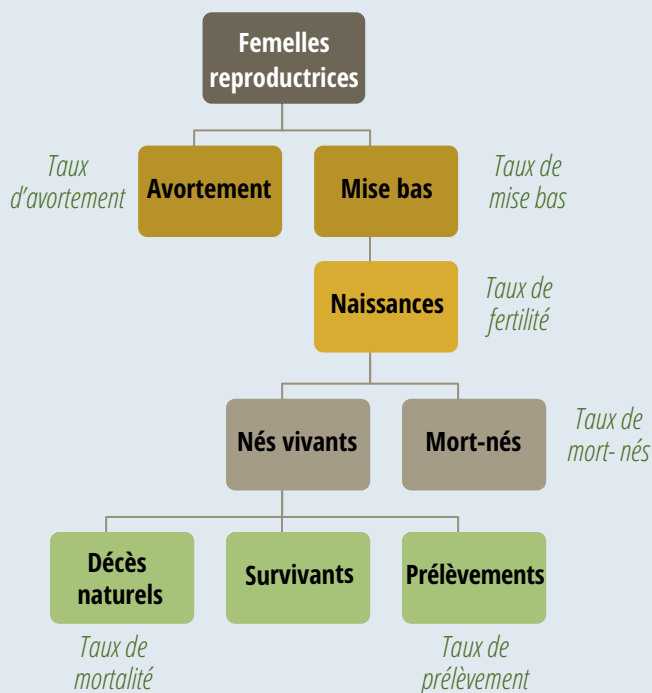 Femelles
reproductrices
Taux
d'avortement
Avortement
Mise bas
Taux de
mise bas
Naissances
Taux de
fertilité
Nés vivants
Mort-nés
Taux de
mort- nés
Décès
naturels
Survivants
Prélèvements
Taux de
mortalité
Taux de
prélèvement